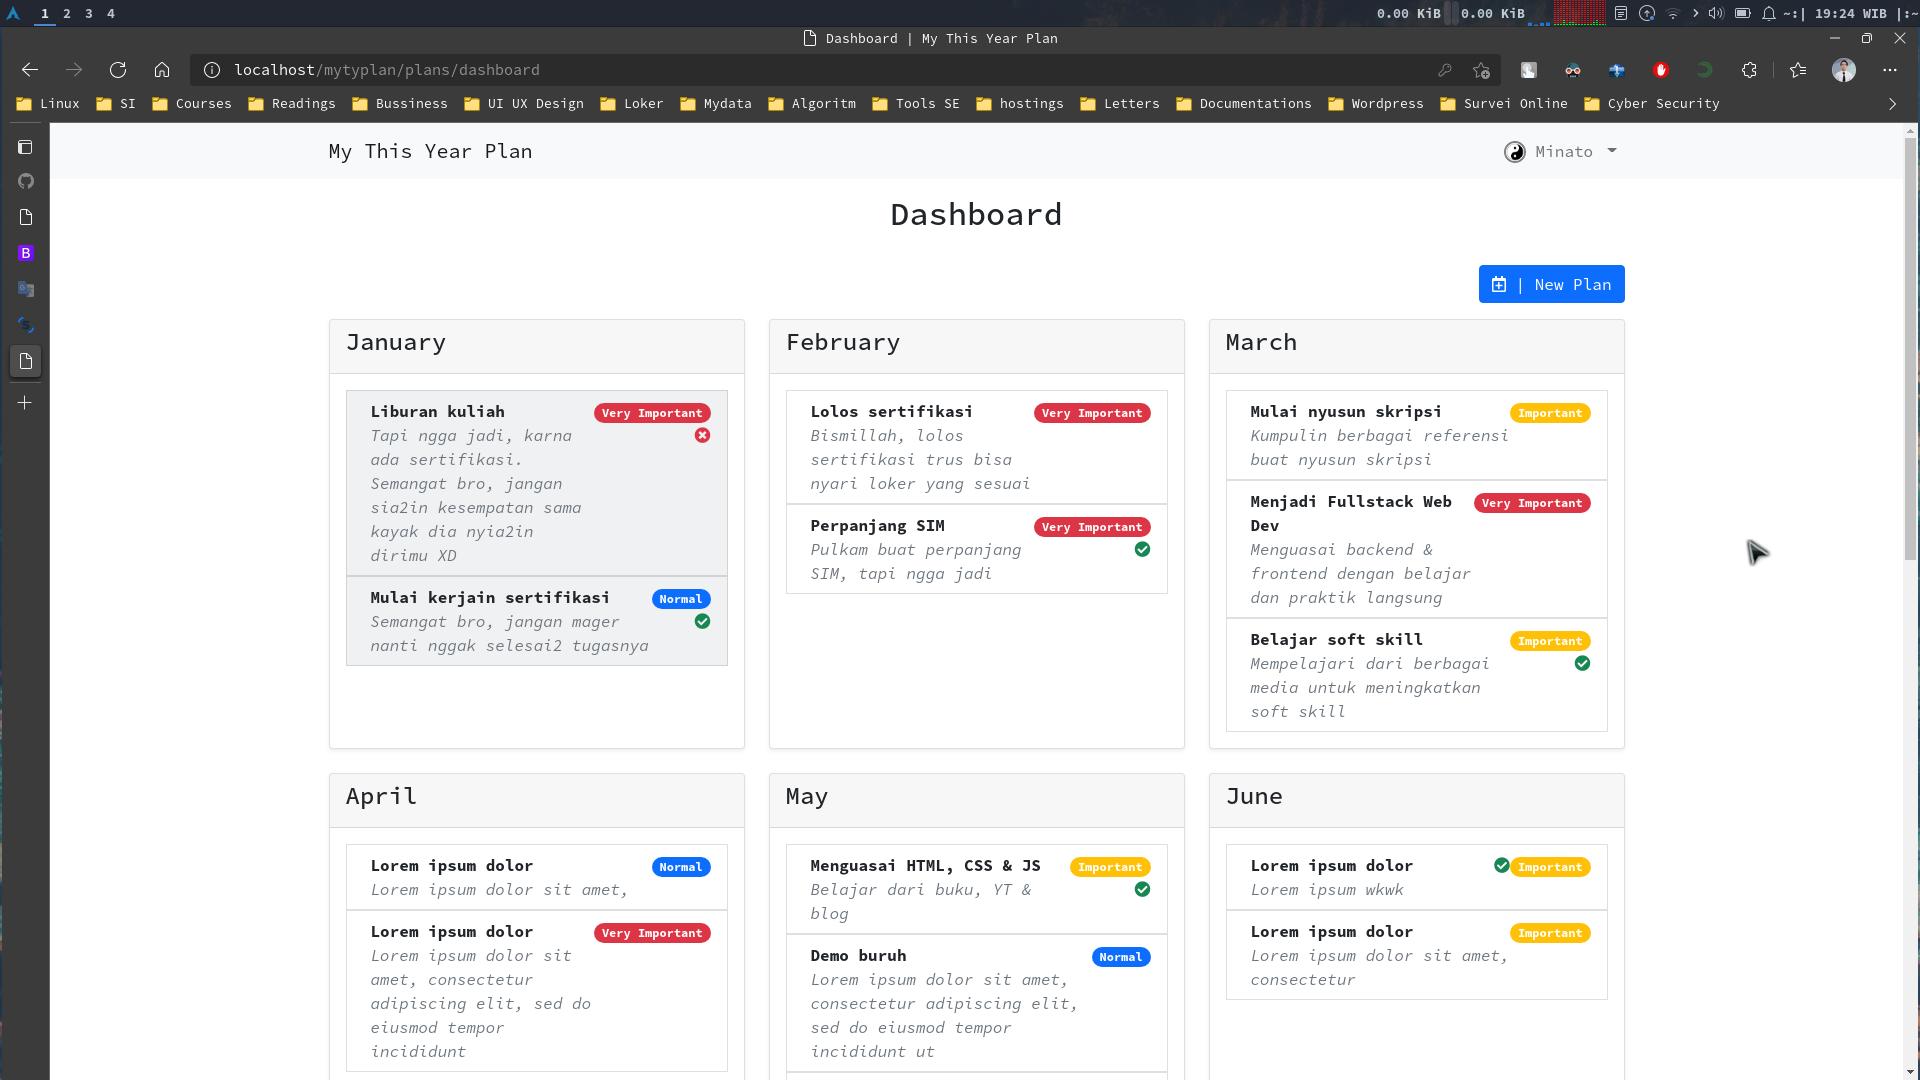 1 2 3 4
0.00 KiB 0.00 KiB ~:| 19:24 WIB |:~
Dashboard | My This Year Plan
localhost/mytyplan/plans/dashboard
Linux SI Courses Readings Bussiness UI UX Design Loker Mydata Algoritm Tools SE hostings Letters Documentations Wordpress Survei Online Cyber Security
My This Year Plan
Minato
B
Dashboard
| New Plan
January
Liburan kuliah
Very Important
Tapi ngga jadi, karna
ada sertifikasi.
Semangat bro, jangan
sia2in kesempatan sama
kayak dia nyia2in
dirimu XD
Mulai kerjain sertifikasi
Normal
Semangat bro, jangan mager
nanti nggak selesai2 tugasnya
February
Lolos sertifikasi
Very Important
Bismillah, lolos
sertifikasi trus bisa
nyari loker yang sesuai
Perpanjang SIM
Very Important
Pulkam buat perpanjang
SIM, tapi ngga jadi
March
Mulai nyusun skripsi
Important
Kumpulin berbagai referensi
buat nyusun skripsi
Menjadi Fullstack Web
Dev
Very Important
Menguasai backend &
frontend dengan belajar
dan praktik langsung
Belajar soft skill
Important
Mempelajari dari berbagai
media untuk meningkatkan
soft skill
April
Lorem ipsum dolor
Normal
Lorem ipsum dolor sit amet,
Lorem ipsum dolor
Very Important
Lorem ipsum dolor sit
amet, consectetur
adipiscing elit, sed do
eiusmod tempor
incididunt
May
Menguasai HTML, CSS & JS
Important
Belajar dari buku, YT &
blog
Demo buruh
Normal
Lorem ipsum dolor sit amet,
consectetur adipiscing elit,
sed do eiusmod tempor
incididunt ut
June
Lorem ipsum dolor
Important
Lorem ipsum wkwk
Lorem ipsum dolor
Important
Lorem ipsum dolor sit amet,
consectetur